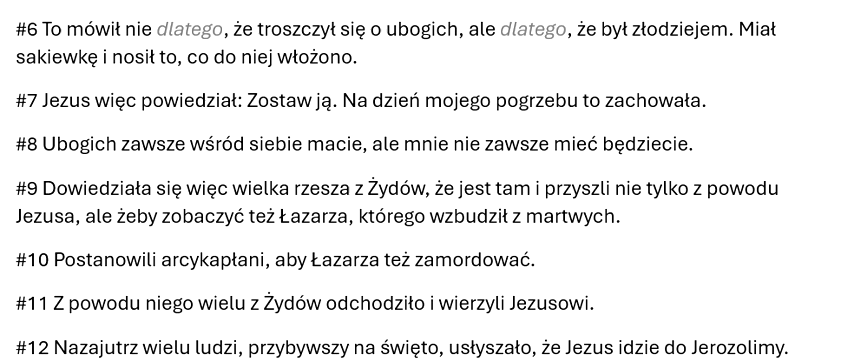 #6 To mówił nie dlatego, że troszczył się o ubogich, ale dlatego, że był złodziejem. Miał
sakiewkę i nosił to, co do niej włożono.
#7 Jezus więc powiedział: Zostaw ją. Na dzień mojego pogrzebu to zachowała.
#8 Ubogich zawsze wśród siebie macie, ale mnie nie zawsze mieć będziecie.
#9 Dowiedziała się więc wielka rzesza z Żydów, że jest tam i przyszli nie tylko z powodu
Jezusa, ale żeby zobaczyć też Łazarza, którego wzbudził z martwych.
#10 Postanowili arcykapłani, aby Łazarza też zamordować.
#11 Z powodu niego wielu z Żydów odchodziło i wierzyli Jezusowi.
#12 Nazajutrz wielu ludzi, przybywszy na święto, usłyszało, że Jezus idzie do Jerozolimy.